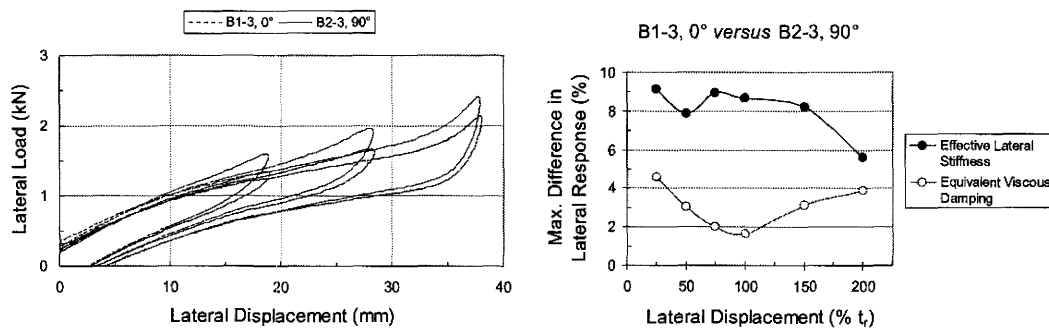 B1-3, 0° B2-3, 90°
Lateral Load (kN)
3
2
1
0
0 10 20 30 40
Lateral Displacement (mm)
B1-3, 0° versus B2-3, 90°
Max. Difference in
Lateral Response (%)
10
8
6
4
2
0
0 50 100 150 200
Lateral Displacement (% tr)
Effective Lateral
Stiffness
Equivalent Viscous
Damping